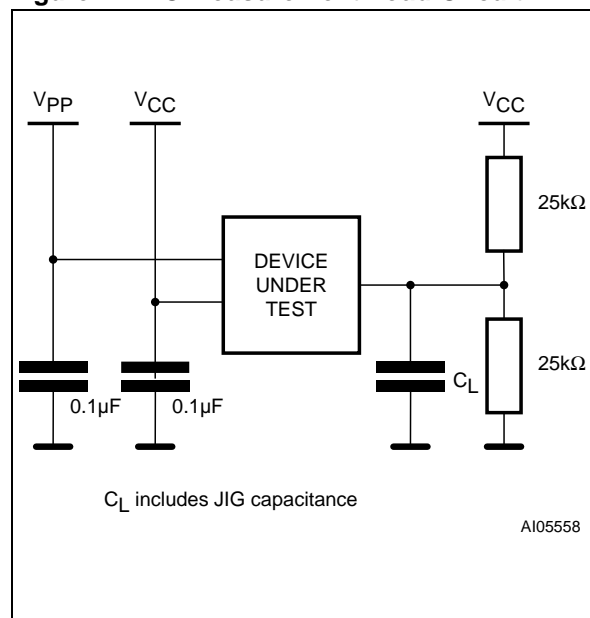 VPP
VCC
VCC
25kΩ
DEVICE
UNDER
TEST
25kΩ
CL
0.1µF
0.1µF
CL includes JIG capacitance
AI05558